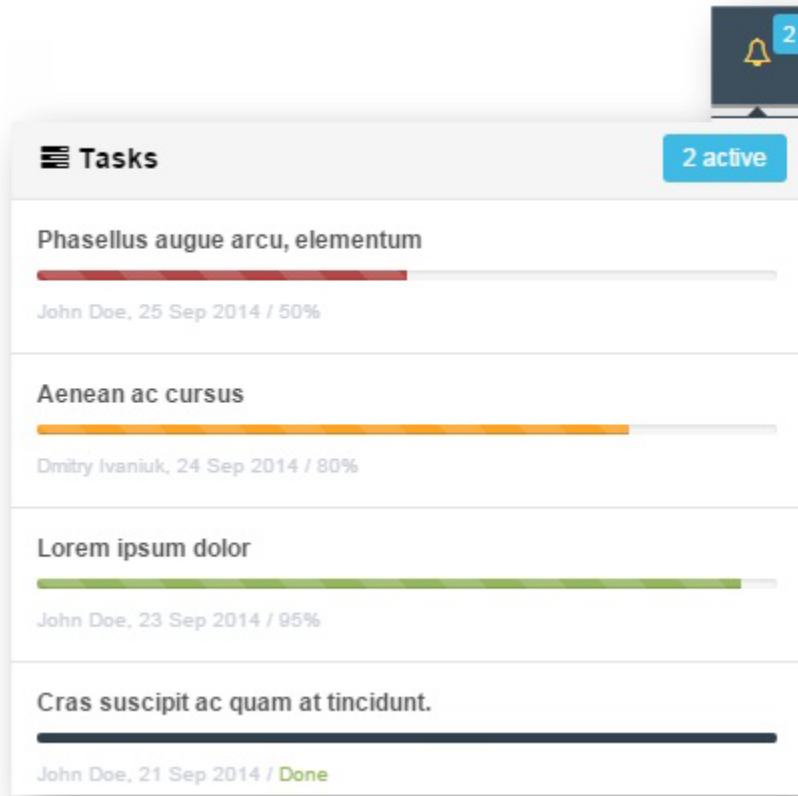 2
Tasks
2 active
Phasellus augue arcu, elementum
John Doe, 25 Sep 2014 / 50%
Aenean ac cursus
Dmitry Ivaniuk, 24 Sep 2014 / 80%
Lorem ipsum dolor
John Doe, 23 Sep 2014 / 95%
Cras suscipit ac quam at tincidunt.
John Doe, 21 Sep 2014 / Done